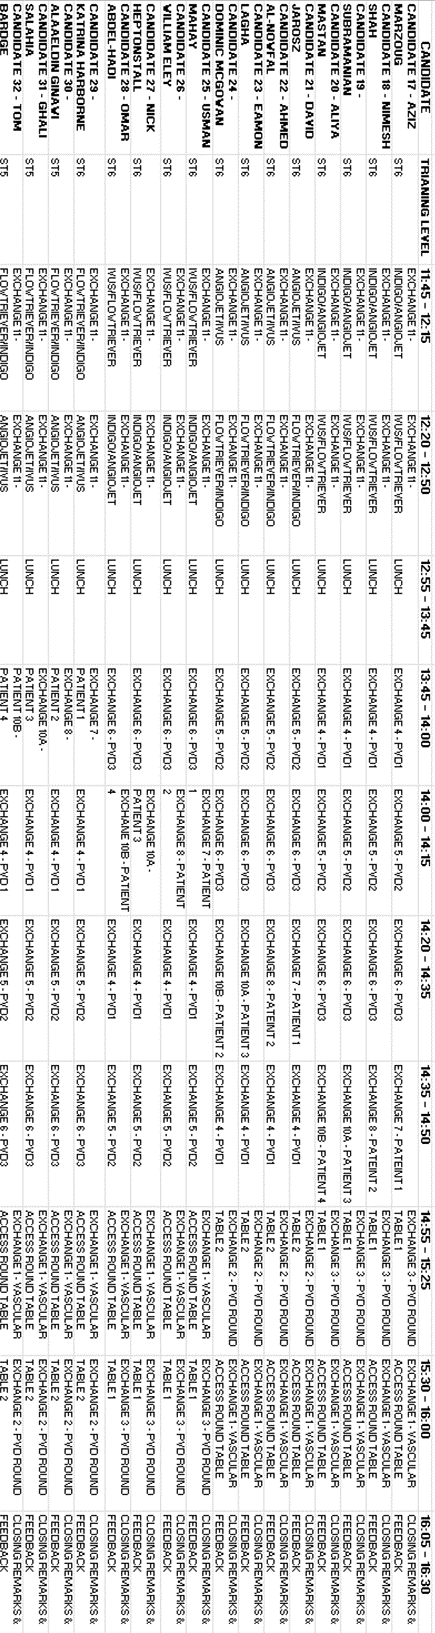 CANDIDATE TRIANING LEVEL 11:45 - 12:15 12:20 - 12:50 12:55 - 13:45 13:45 - 14:00 14:00 - 14:15 14:20 - 14:35 14:35 - 14:50 14:55 - 15:25 15:30 - 16:00 16:05 - 16:30
CANDIDATE 17 - AZIZ EXCHANGE 11 - EXCHANGE 11 - EXCHANGE 3 - PVD ROUND EXCHANGE 1 - VASCULAR CLOSING REMARKS &
MARZOUG ST6 INDIGO/ANGIOJET IVUS/FLOWTRIEVER LUNCH EXCHANGE 4 - PVD1 EXCHANGE 5 - PVD2 EXCHANGE 6 - PVD3 EXCHANGE 7 - PATEINT 1 TABLE 1 ACCESS ROUND TABLE FEEDBACK
CANDIDATE 18 - NIMESH EXCHANGE 11 - EXCHANGE 11 - EXCHANGE 3 - PVD ROUND EXCHANGE 1 - VASCULAR CLOSING REMARKS &
SHAH ST6 INDIGO/ANGIOJET IVUS/FLOWTRIEVER LUNCH EXCHANGE 4 - PVD1 EXCHANGE 5 - PVD2 EXCHANGE 6 - PVD3 EXCHANGE 8 - PATEINT 2 TABLE 1 ACCESS ROUND TABLE FEEDBACK
CANDIDATE 19 - EXCHANGE 11 - EXCHANGE 11 - EXCHANGE 3 - PVD ROUND EXCHANGE 1 - VASCULAR CLOSING REMARKS &
SUBRAMANIAN ST6 INDIGO/ANGIOJET IVUS/FLOWTRIEVER LUNCH EXCHANGE 4 - PVD1 EXCHANGE 5 - PVD2 EXCHANGE 6 - PVD3 EXCHANGE 10A - PATIENT 3 TABLE 1 ACCESS ROUND TABLE FEEDBACK
CANDIDATE 20 - ALIYA EXCHANGE 11 - EXCHANGE 11 - EXCHANGE 3 - PVD ROUND EXCHANGE 1 - VASCULAR CLOSING REMARKS &
MASTAN ST6 INDIGO/ANGIOJET IVUS/FLOWTRIEVER LUNCH EXCHANGE 4 - PVD1 EXCHANGE 5 - PVD2 EXCHANGE 6 - PVD3 EXCHANGE 10B - PATIENT 4 TABLE 1 ACCESS ROUND TABLE FEEDBACK
CANDIDATE 21 - DAVID EXCHANGE 11 - EXCHANGE 11 - EXCHANGE 2 - PVD ROUND EXCHANGE 1 - VASCULAR CLOSING REMARKS &
JAROSZ ST6 ANGIOJET/IVUS FLOWTRIEVER/INDIGO LUNCH EXCHANGE 5 - PVD2 EXCHANGE 6 - PVD3 EXCHANGE 7 - PATIENT 1 EXCHANGE 4 - PVD1 TABLE 2 ACCESS ROUND TABLE FEEDBACK
CANDIDATE 22 - AHMED EXCHANGE 11 - EXCHANGE 11 - EXCHANGE 2 - PVD ROUND EXCHANGE 1 - VASCULAR CLOSING REMARKS &
AL-NOWFAL ST6 ANGIOJET/IVUS FLOWTRIEVER/INDIGO LUNCH EXCHANGE 5 - PVD2 EXCHANGE 6 - PVD3 EXCHANGE 8 - PATEINT 2 EXCHANGE 4 - PVD1 TABLE 2 ACCESS ROUND TABLE FEEDBACK
CANDIDATE 23 - EAMON EXCHANGE 11 - EXCHANGE 11 - EXCHANGE 2 - PVD ROUND EXCHANGE 1 - VASCULAR CLOSING REMARKS &
LAGHA ST6 ANGIOJET/IVUS FLOWTRIEVER/INDIGO LUNCH EXCHANGE 5 - PVD2 EXCHANGE 6 - PVD3 EXCHANGE 10A - PATIENT 3 EXCHANGE 4 - PVD1 TABLE 2 ACCESS ROUND TABLE FEEDBACK
CANDIDATE 24 - EXCHANGE 11 - EXCHANGE 11 - EXCHANGE 2 - PVD ROUND EXCHANGE 1 - VASCULAR CLOSING REMARKS &
DOMINIC MCGOWAN ST6 ANGIOJET/IVUS FLOWTRIEVER/INDIGO LUNCH EXCHANGE 5 - PVD2 EXCHANGE 6 - PVD3 EXCHANGE 10B - PATIENT 2 EXCHANGE 4 - PVD1 TABLE 2 ACCESS ROUND TABLE FEEDBACK
CANDIDATE 25 - USMAN EXCHANGE 11 - EXCHANGE 11 - EXCHANGE 7 - PATIENT EXCHANGE 1 - VASCULAR EXCHANGE 3 - PVD ROUND CLOSING REMARKS &
MAHAY ST6 IVUS/FLOWTRIEVER INDIGO/ANGIOJET LUNCH EXCHANGE 6 - PVD3 1 EXCHANGE 4 - PVD1 EXCHANGE 5 - PVD2 ACCESS ROUND TABLE TABLE 1 FEEDBACK
CANDIDATE 26 - EXCHANGE 11 - EXCHANGE 11 - EXCHANGE 8 - PATIENT EXCHANGE 1 - VASCULAR EXCHANGE 3 - PVD ROUND CLOSING REMARKS &
WILLIAM ELEY ST6 IVUS/FLOWTRIEVER INDIGO/ANGIOJET LUNCH EXCHANGE 6 - PVD3 2 EXCHANGE 4 - PVD1 EXCHANGE 5 - PVD2 ACCESS ROUND TABLE TABLE 1 FEEDBACK
CANDIDATE 27 - NICK EXCHANGE 11 - EXCHANGE 11 - EXCHANGE 10A - EXCHANGE 1 - VASCULAR EXCHANGE 3 - PVD ROUND CLOSING REMARKS &
HEPTONSTALL ST6 IVUS/FLOWTRIEVER INDIGO/ANGIOJET LUNCH EXCHANGE 6 - PVD3 PATIENT 3 EXCHANGE 4 - PVD1 EXCHANGE 5 - PVD2 ACCESS ROUND TABLE TABLE 1 FEEDBACK
CANDIDATE 28 - OMAR EXCHANGE 11 - EXCHANGE 11 - EXCHANE 10B - PATIENT EXCHANGE 1 - VASCULAR EXCHANGE 3 - PVD ROUND CLOSING REMARKS &
ABDEL-HADI ST6 IVUS/FLOWTRIEVER INDIGO/ANGIOJET LUNCH EXCHANGE 6 - PVD3 4 EXCHANGE 4 - PVD1 EXCHANGE 5 - PVD2 ACCESS ROUND TABLE TABLE 1 FEEDBACK
CANDIDATE 29 - EXCHANGE 11 - EXCHANGE 11 - EXCHANGE 7 - EXCHANGE 1 - VASCULAR EXCHANGE 2 - PVD ROUND CLOSING REMARKS &
KATRINA HARBORNE ST5 FLOWTRIEVER/INDIGO ANGIOJET/IVUS LUNCH PATIENT 1 EXCHANGE 4 - PVD1 EXCHANGE 5 - PVD2 EXCHANGE 6 - PVD3 ACCESS ROUND TABLE TABLE 2 FEEDBACK
CANDIDATE 30 - EXCHANGE 11 - EXCHANGE 11 - EXCHANGE 8 - EXCHANGE 1 - VASCULAR EXCHANGE 2 - PVD ROUND CLOSING REMARKS &
ALAAELDIN GINAWI ST5 FLOWTRIEVER/INDIGO ANGIOJET/IVUS LUNCH PATIENT 2 EXCHANGE 4 - PVD1 EXCHANGE 5 - PVD2 EXCHANGE 6 - PVD3 ACCESS ROUND TABLE TABLE 2 FEEDBACK
CANDIDATE 31 - GHALI EXCHANGE 11 - EXCHANGE 11 - EXCHANGE 10A - EXCHANGE 1 - VASCULAR EXCHANGE 2 - PVD ROUND CLOSING REMARKS &
SALAHIA ST5 FLOWTRIEVER/INDIGO ANGIOJET/IVUS LUNCH PATIENT 3 EXCHANGE 4 - PVD1 EXCHANGE 5 - PVD2 EXCHANGE 6 - PVD3 ACCESS ROUND TABLE TABLE 2 FEEDBACK
CANDIDATE 32 - TOM EXCHANGE 11 - EXCHANGE 11 - PATIENT 10B - EXCHANGE 1 - VASCULAR EXCHANGE 2 - PVD ROUND CLOSING REMARKS &
BARDGE ST5 FLOWTRIEVER/INDIGO ANGIOJET/IVUS LUNCH PATIENT 4 EXCHANGE 4 - PVD1 EXCHANGE 5 - PVD2 EXCHANGE 6 - PVD3 ACCESS ROUND TABLE TABLE 2 FEEDBACK